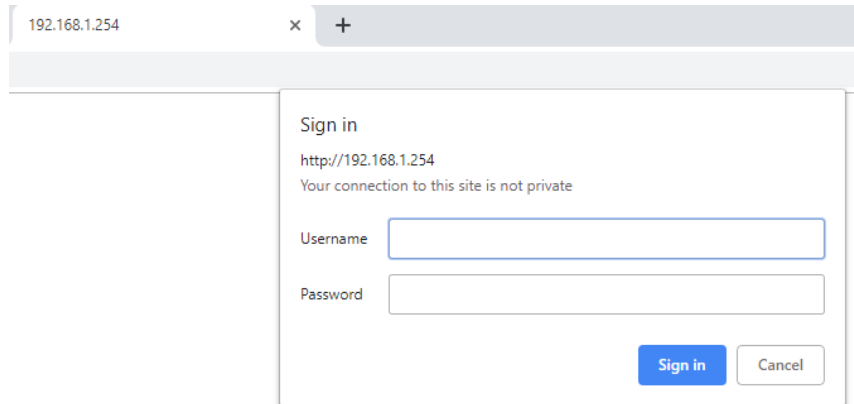 192.168.1.254
Sign in
http://192.168.1.254
Your connection to this site is not private
Username
Password
Sign in Cancel